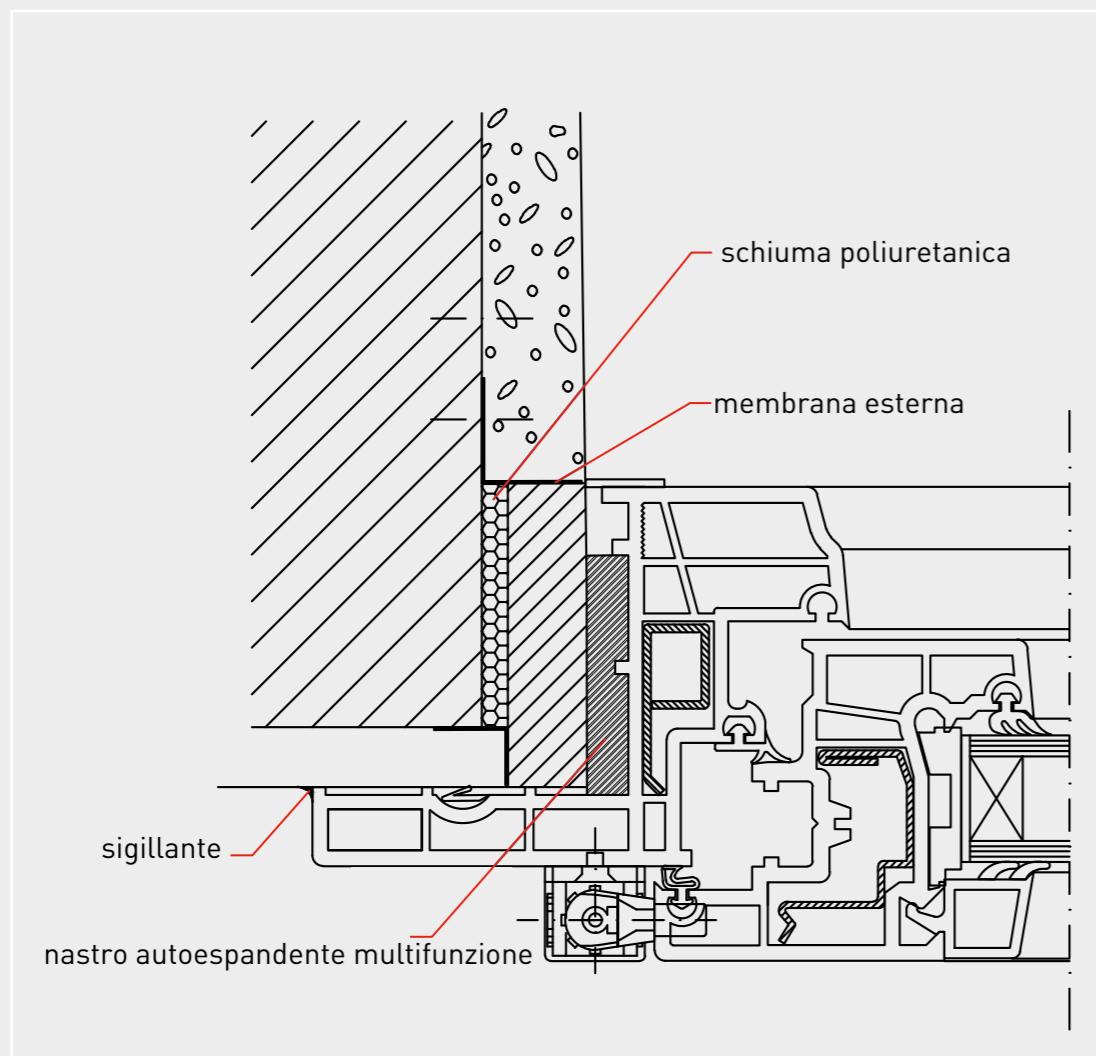 schiuma poliuretanica
membrana esterna
sigillante
nastro autoespandente multifunzione